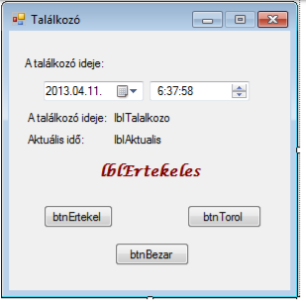 Találkozó
A találkozó ideje:
2013.04.11. 6:37:58
A találkozó ideje: lblTalalkozo
Aktuális idő: lblAktualis
lblErtekeles
btnErtekel btnTorol
btnBezar